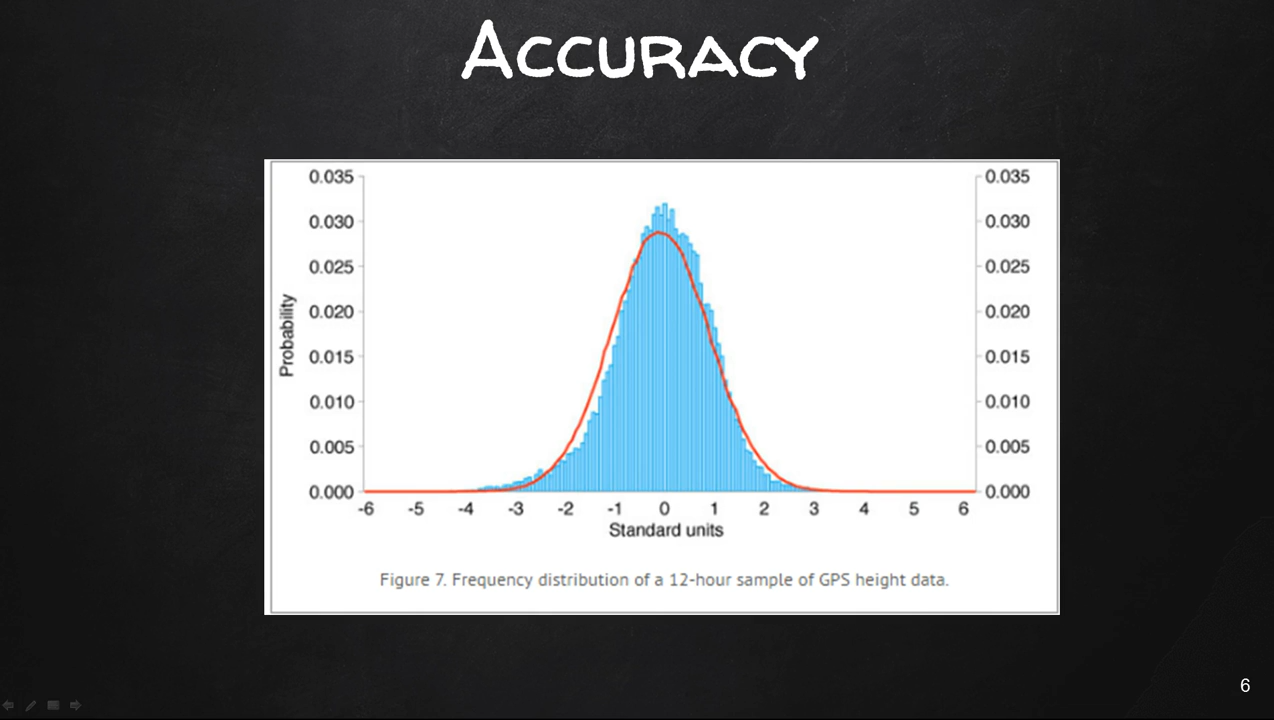 Accuracy
0.035 0.035
0.030 0.030
0.025 0.025
0.020 0.020
0.015 0.015
0.010 0.010
0.005 0.005
0.000 0.000
Probability
-6 -5 -4 -3 -2 -1 0 1 2 3 4 5 6
Standard units
Figure 7. Frequency distribution of a 12-hour sample of GPS height data.
6